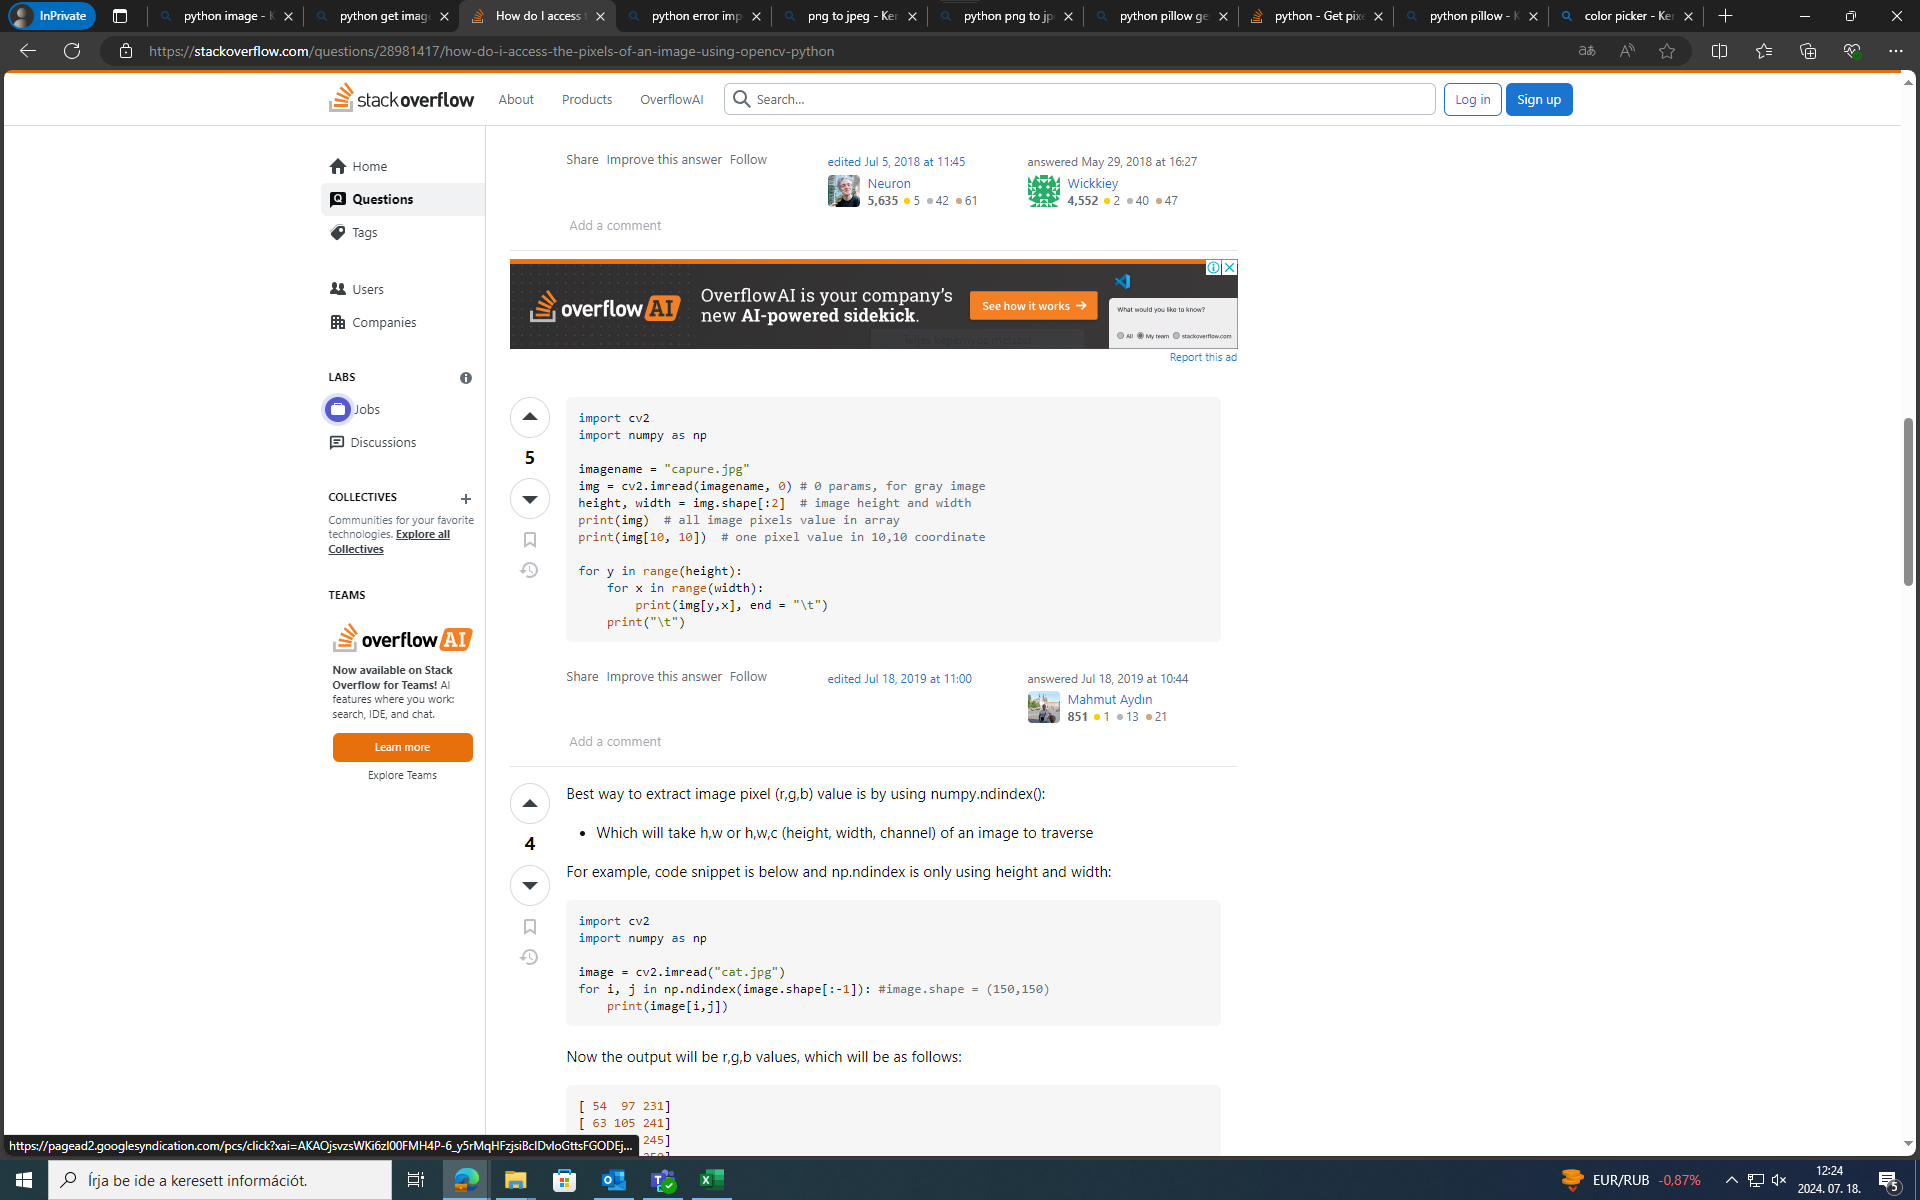 InPrivate
python image - K
python get image
How do I access t
python error imp
png to jpeg - Ker
python png to jp
python pillow ge
python - Get pixe
python pillow - K
color picker - Ker
https://stackoverflow.com/questions/28981417/how-do-i-access-the-pixels-of-an-image-using-opencv-python
stackoverflow
About
Products
OverflowAI
Search...
Log in
Sign up
Home
Questions
Tags
Users
Companies
LABS
Jobs
Discussions
COLLECTIVES
Communities for your favorite
technologies. Explore all
Collectives
TEAMS
overflow AI
Now available on Stack
Overflow for Teams! AI
features where you work:
search, IDE, and chat.
Learn more
Explore Teams
Share Improve this answer Follow
edited Jul 5, 2018 at 11:45
Neuron
5,635 5 42 61
answered May 29, 2018 at 16:27
Wickkiey
4,552 2 40 47
Add a comment
overflow AI
OverflowAI is your company's
new AI-powered sidekick.
See how it works →
What would you like to know?
All My team stackoverflow.com
Report this ad
5
import cv2
import numpy as np
imagename = "capure.jpg"
img = cv2.imread(imagename, 0) # 0 params, for gray image
height, width = img.shape[:2]  # image height and width
print(img)  # all image pixels value in array
print(img[10, 10])  # one pixel value in 10,10 coordinate
for y in range(height):
    for x in range(width):
        print(img[y,x], end = "\t")
    print("\t")
Share Improve this answer Follow
edited Jul 18, 2019 at 11:00
answered Jul 18, 2019 at 10:44
Mahmut Aydın
851 1 13 21
Add a comment
4
Best way to extract image pixel (r,g,b) value is by using numpy.ndindex():
• Which will take h,w or h,w,c (height, width, channel) of an image to traverse
For example, code snippet is below and np.ndindex is only using height and width:
import cv2
import numpy as np
image = cv2.imread("cat.jpg")
for i, j in np.ndindex(image.shape[:-1]): #image.shape = (150,150)
    print(image[i,j])
Now the output will be r,g,b values, which will be as follows:
[ 54  97 231]
[ 63 105 241]
245]
https://pagead2.googlesyndication.com/pcs/click?xai=
Írja be ide a keresett információt.
EUR/RUB -0,87%
12:24
2024. 07. 18.
5